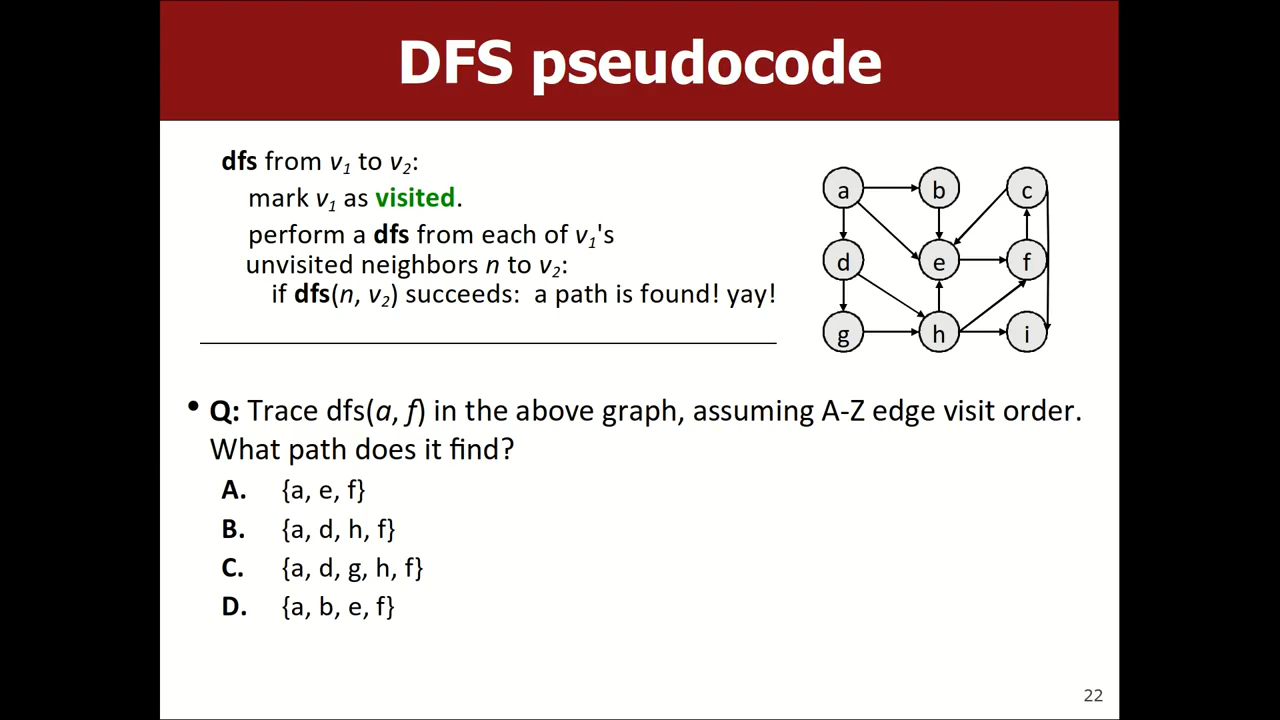 DFS pseudocode
dfs from v1 to v2:
mark v1 as visited.
perform a dfs from each of v1's
unvisited neighbors n to v2:
if dfs(n, v2) succeeds: a path is found! yay!
a b c
d e f
g h i
• Q: Trace dfs(a, f) in the above graph, assuming A-Z edge visit order.
What path does it find?
A. {a, e, f}
B. {a, d, h, f}
C. {a, d, g, h, f}
D. {a, b, e, f}
22